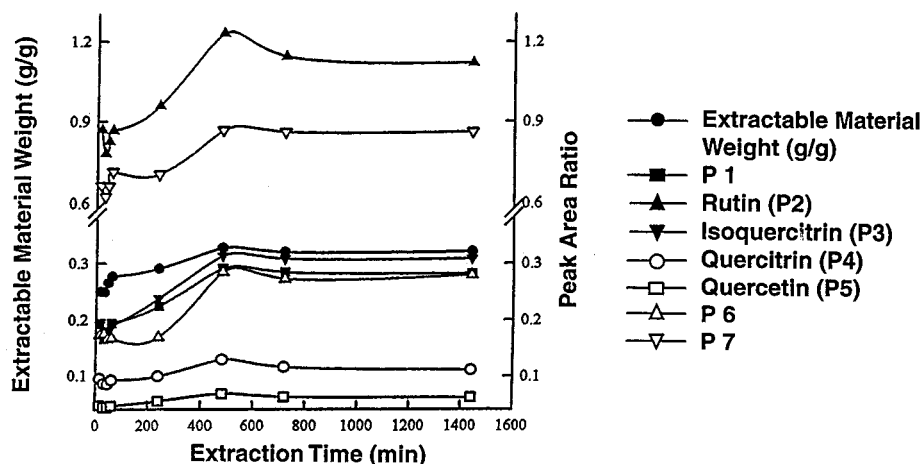 Extractable Material Weight (g/g)
1.2
0.9
0.6
0.3
0.2
0.1
0 200 400 600 800 1000 1200 1400 1600
Extraction Time (min)
1.2
0.9
0.6
0.3
0.2
0.1
Peak Area Ratio
Extractable Material
Weight (g/g)
P 1
Rutin (P2)
Isoquercitrin (P3)
Quercitrin (P4)
Quercetin (P5)
P 6
P 7